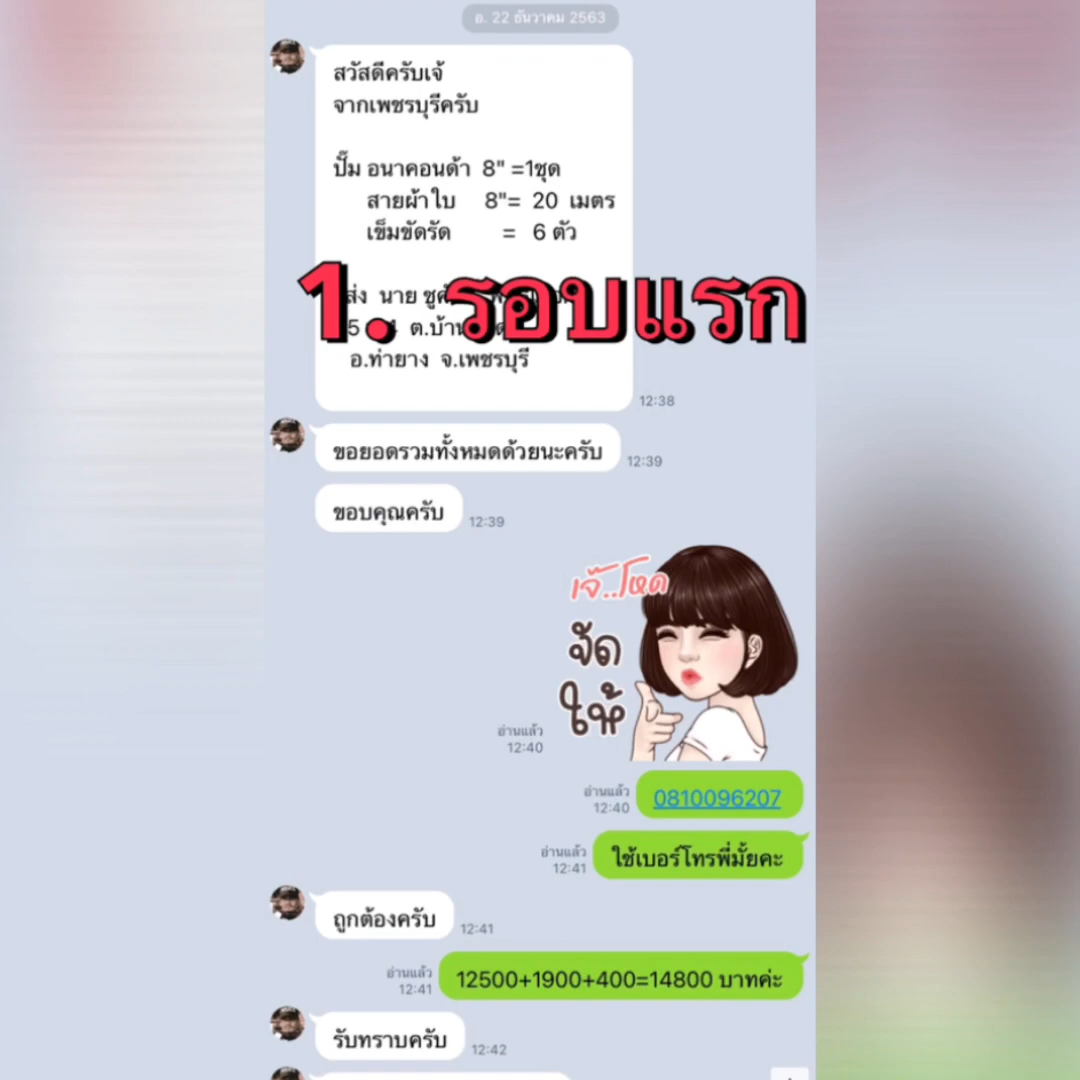 อ. 22 ธันวาคม 2563
สวัสดีครับเจ้
จากเพชรบุรีครับ
ปั๊ม อนาคอนด้า 8" =1ชุด
สายผ้าใบ 8"= 20 เมตร
เข็มขัดรัด = 6 ตัว
ส่ง นาย
1. รอบแรก
5 ต.บ้าน
อ.ท่ายาง จ.เพชรบุรี
12:38
ขอยอดรวมทั้งหมดด้วยนะครับ
12:39
ขอบคุณครับ
12:39
เจ๊..โหด
จัด
ให้
อ่านแล้ว
12:40
อ่านแล้ว
12:40
0810096207
อ่านแล้ว
12:41
ใช้เบอร์โทรพี่มั้ยคะ
ถูกต้องครับ
12:41
อ่านแล้ว
12:41
12500+1900+400=14800 บาทค่ะ
รับทราบครับ
12:42